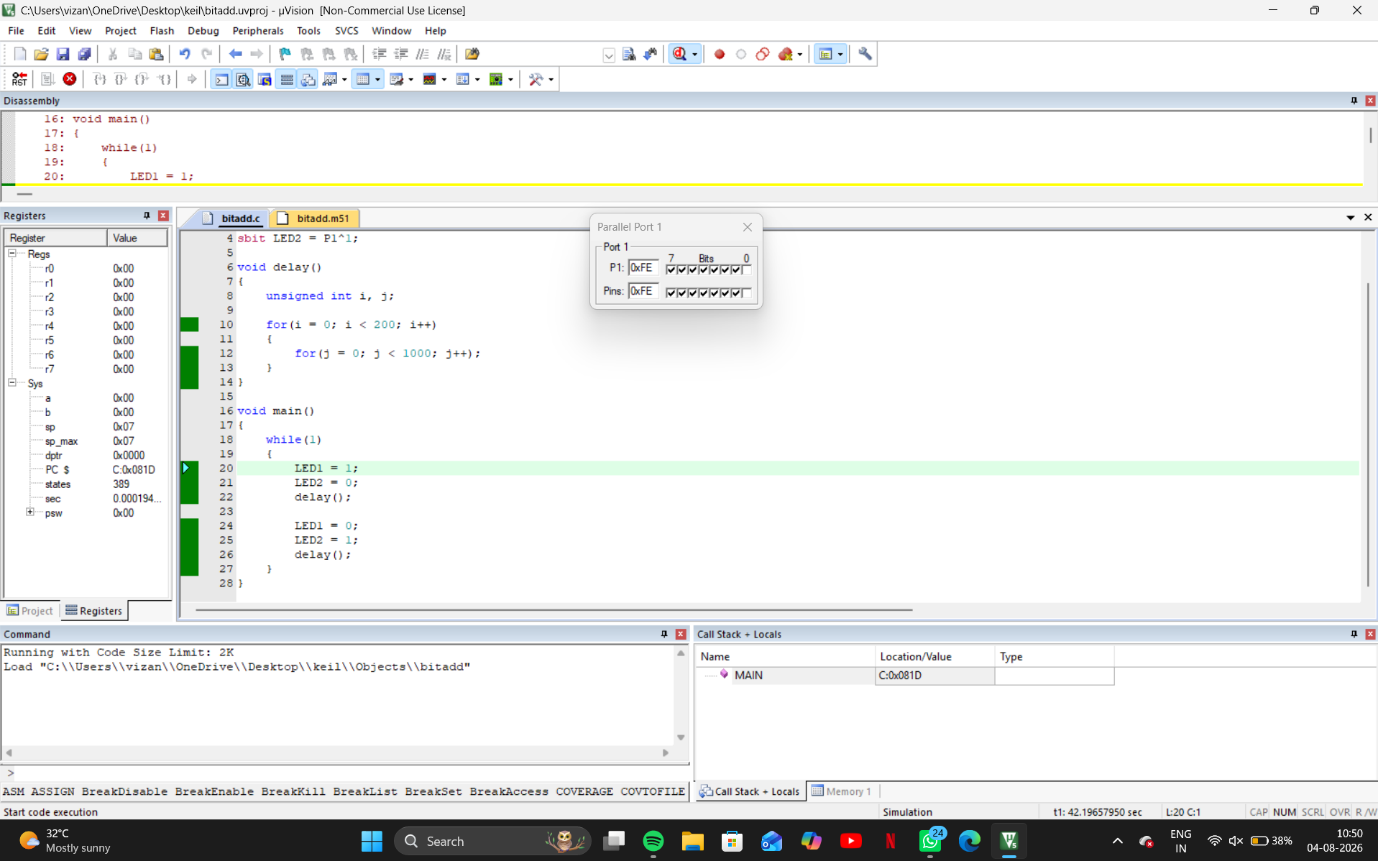 C:\Users\vizan\OneDrive\Desktop\keil\bitadd.uvproj - µVision [Non-Commercial Use License]
File Edit View Project Flash Debug Peripherals Tools SVCS Window Help
RST
Disassembly
16: void main()
17: {
18: while(1)
19: {
20: LED1 = 1;
Registers
Register Value
Regs
r0 0x00
r1 0x00
r2 0x00
r3 0x00
r4 0x00
r5 0x00
r6 0x00
r7 0x00
Sys
a 0x00
b 0x00
sp 0x07
sp_max 0x07
dptr 0x0000
PC $ C:0x081D
states 389
sec 0.000194...
psw 0x00
Project Registers
bitadd.c bitadd.m51
4 sbit LED2 = P1^1;
5
6 void delay()
7 {
8 unsigned int i, j;
9
10 for(i = 0; i < 200; i++)
11 {
12 for(j = 0; j < 1000; j++);
13 }
14 }
15
16 void main()
17 {
18 while(1)
19 {
20 LED1 = 1;
21 LED2 = 0;
22 delay();
23
24 LED1 = 0;
25 LED2 = 1;
26 delay();
27 }
28 }
Parallel Port 1
Port 1
7 Bits 0
P1: 0xFE
Pins: 0xFE
Command
Running with Code Size Limit: 2K
Load "C:\\Users\\vizan\\OneDrive\\Desktop\\keil\\Objects\\bitadd"
>
ASM ASSIGN BreakDisable BreakEnable BreakKill BreakList BreakSet BreakAccess COVERAGE COVTOFILE
Call Stack + Locals
Name Location/Value Type
MAIN C:0x081D
Call Stack + Locals Memory 1
Start code execution Simulation t1: 42.19657950 sec L:20 C:1 CAP NUM SCRL OVR R/W
32°C
Mostly sunny
Search
24
ENG
IN
38%
10:50
04-08-2026